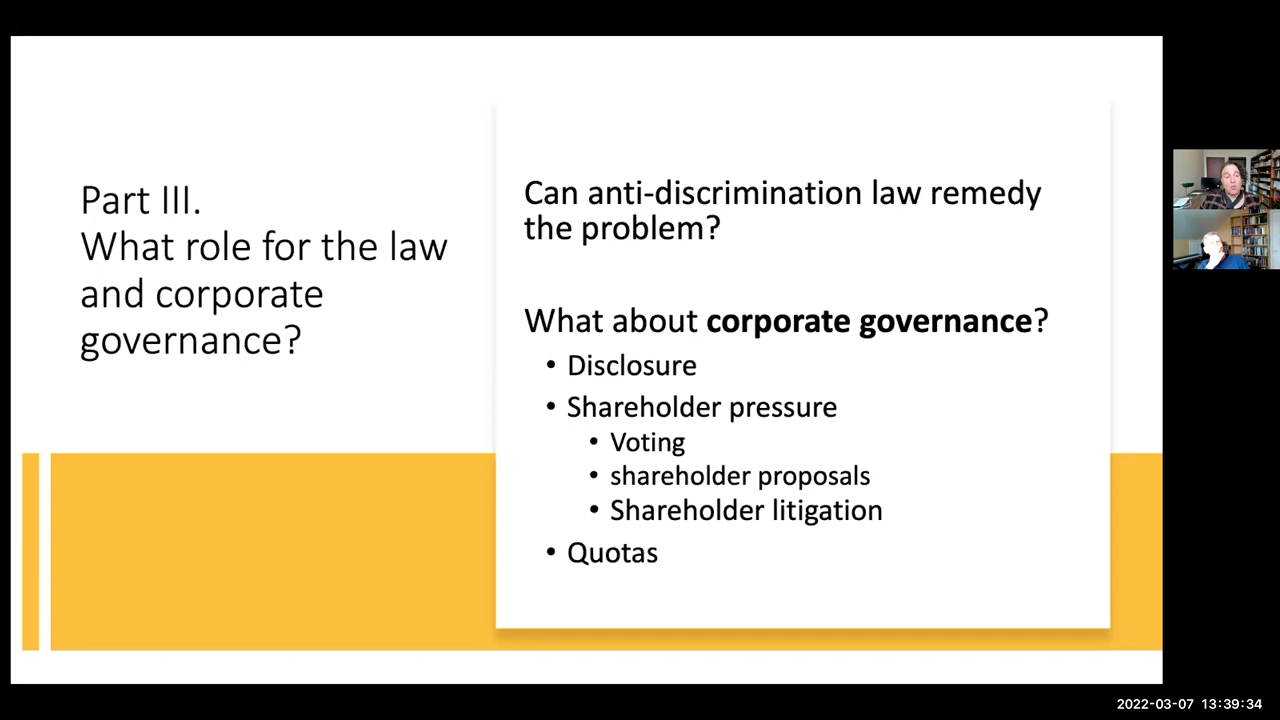 Part III.
What role for the law
and corporate
governance?
Can anti-discrimination law remedy
the problem?
What about corporate governance?
• Disclosure
• Shareholder pressure
• Voting
• shareholder proposals
• Shareholder litigation
• Quotas
2022-03-07 13:39:34